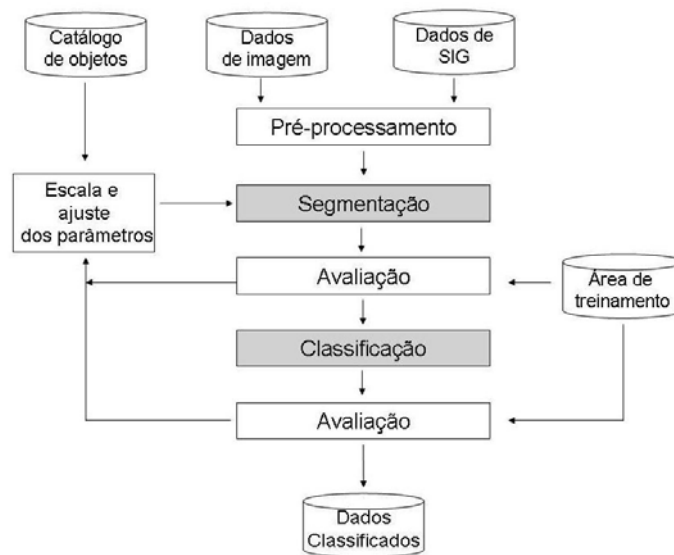 Catálogo
de objetos
Dados
de imagem
Dados de
SIG
Pré-processamento
Escala e
ajuste
dos parâmetros
Segmentação
Avaliação
Área de
treinamento
Classificação
Avaliação
Dados
Classificados